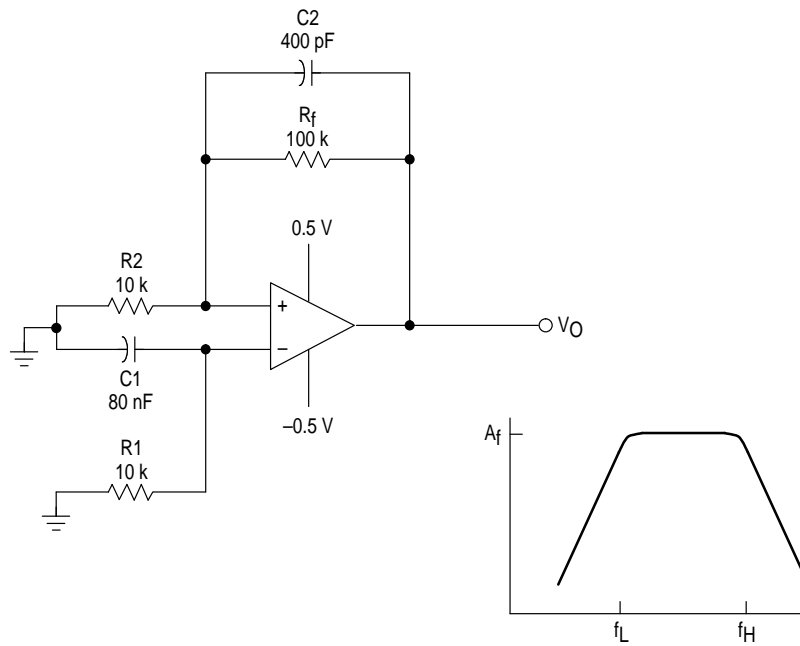 C2
400 pF
Rf
100 k
0.5 V
R2
10 k
+
−
VO
C1
80 nF
–0.5 V
R1
10 k
Af
fL
fH